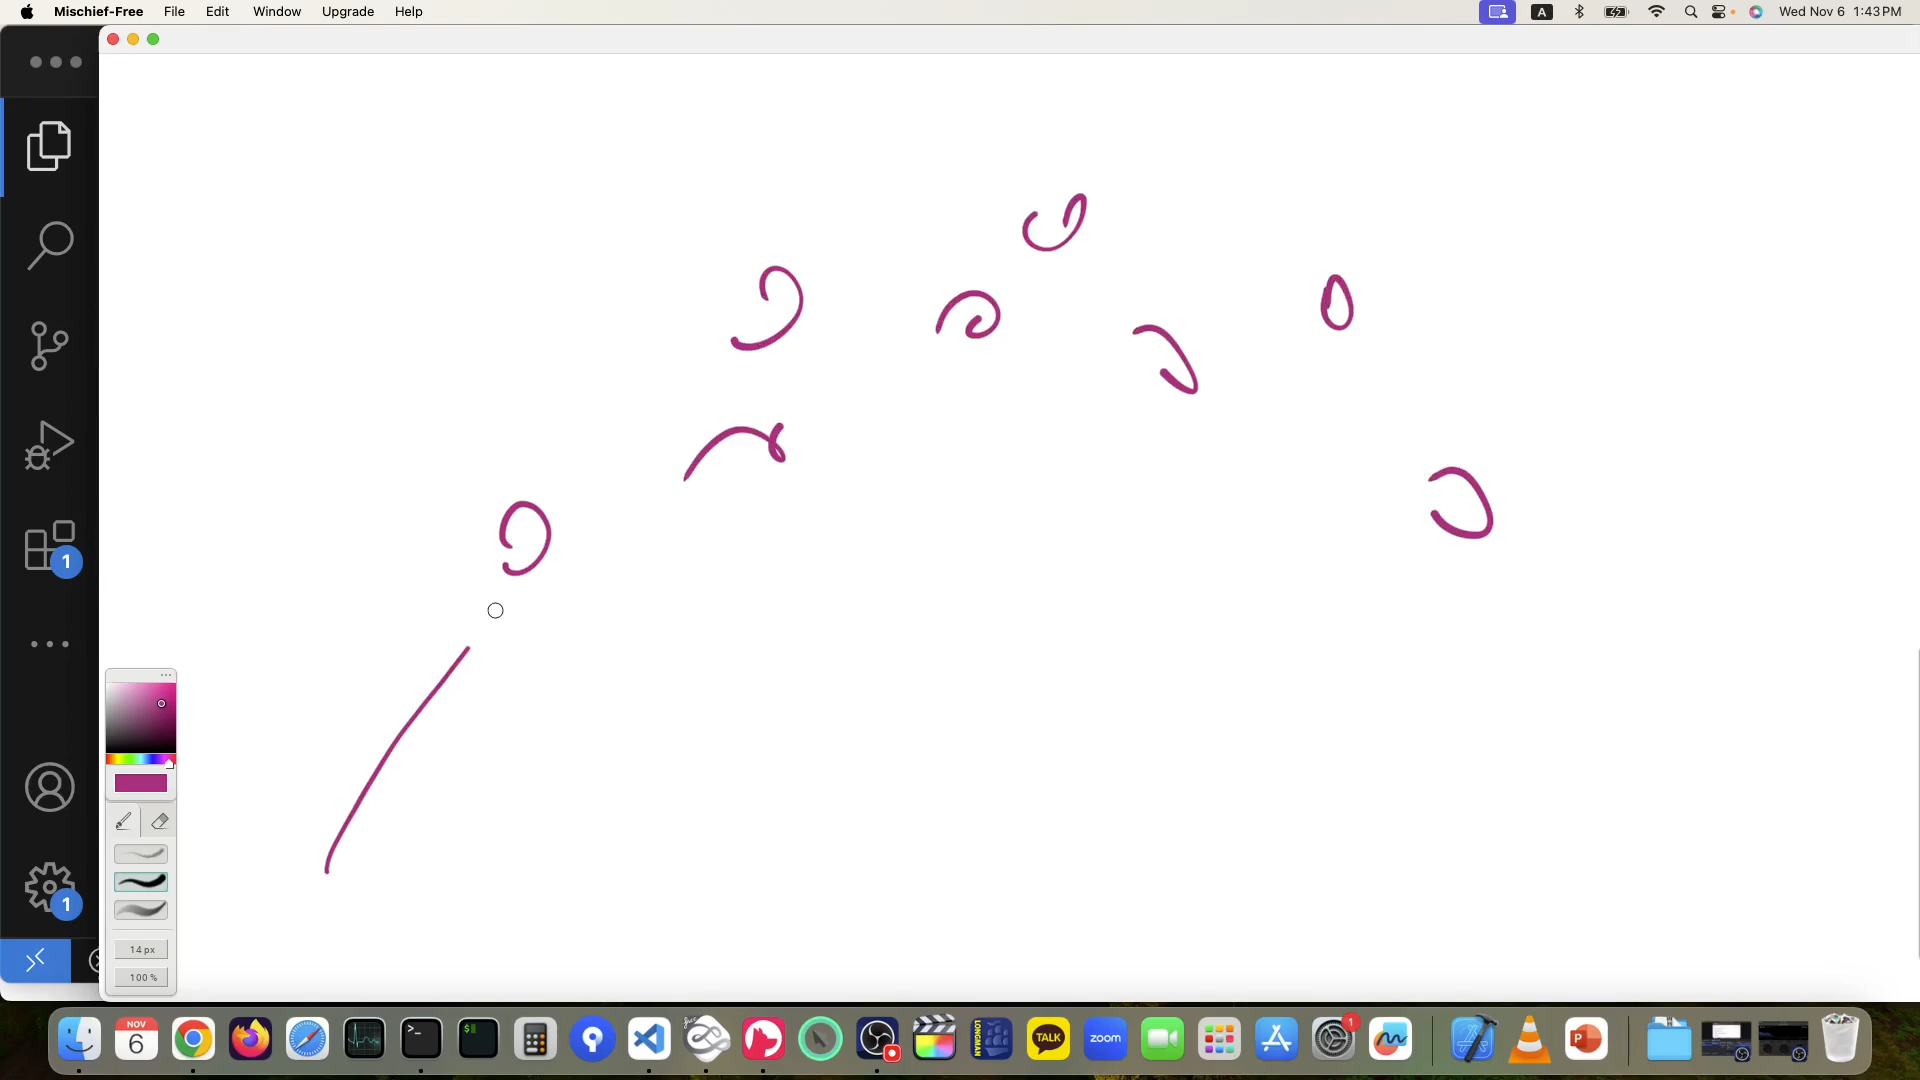 Mischief-Free File Edit Window Upgrade Help A Wed Nov 6 1:43 PM
1
1
14 px
100 %
NOV
6
>_
$
LONGMAN
TALK
zoom
1
P